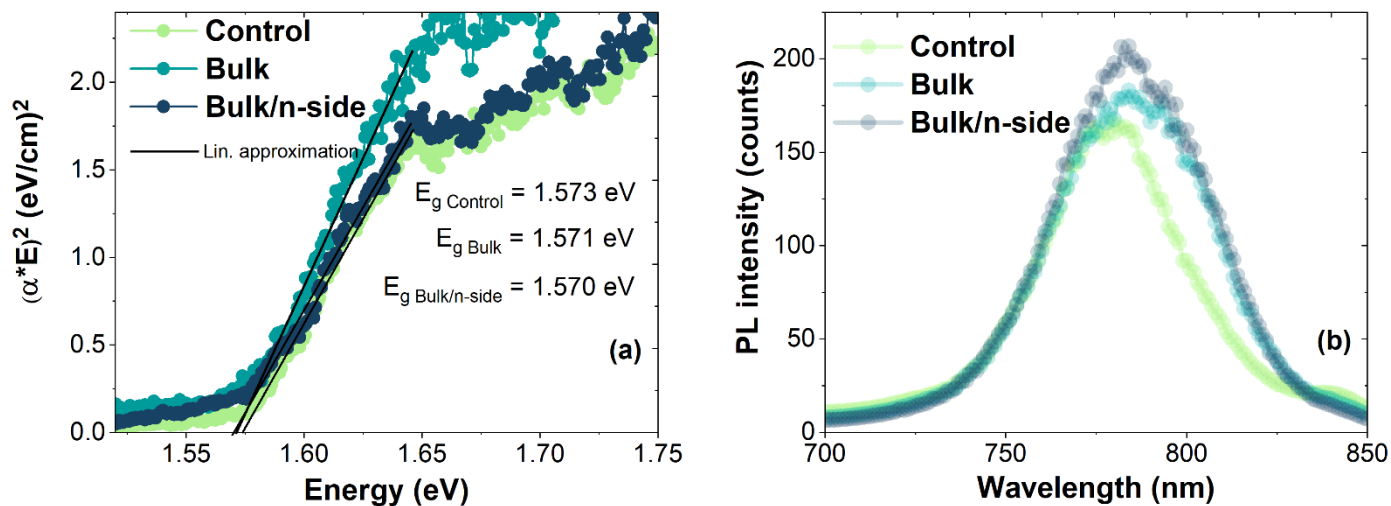 Control
Bulk
Bulk/n-side
Lin. approximation
E_g Control = 1.573 eV
E_g Bulk = 1.571 eV
E_g Bulk/n-side = 1.570 eV
(a)
(α*E)² (eV/cm)²
2.0
1.5
1.0
0.5
0.0
1.55 1.60 1.65 1.70 1.75
Energy (eV)
Control
Bulk
Bulk/n-side
(b)
PL intensity (counts)
200
150
100
50
0
700 750 800 850
Wavelength (nm)